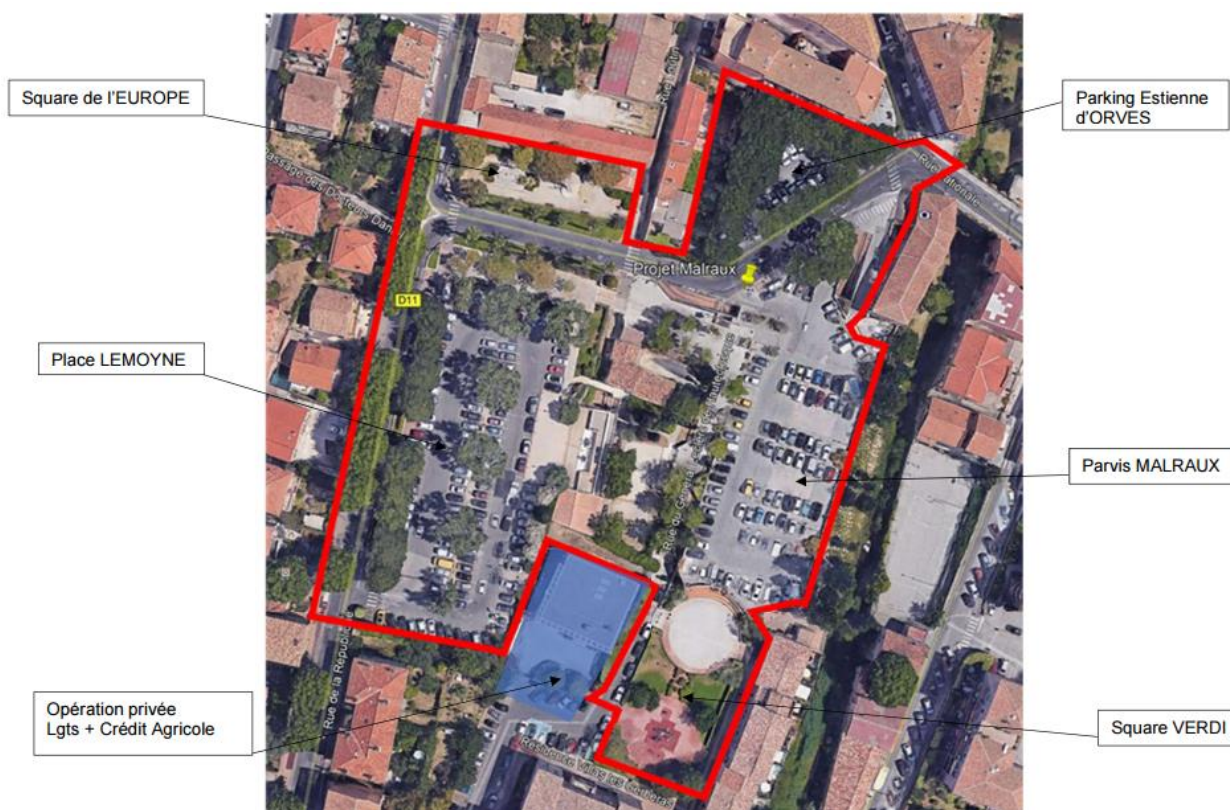 Square de l'EUROPE
Parking Estienne
d'ORVES
Rue Nationale
Projet Malraux
D11
Place LEMOYNE
Parvis MALRAUX
Rue de la République
Opération privée
Lgts + Crédit Agricole
Square VERDI